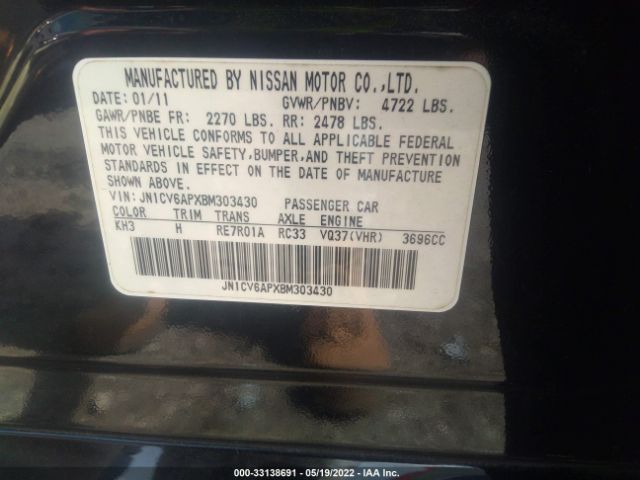 MANUFACTURED BY NISSAN MOTOR CO.,LTD.
DATE: 01/11 GVWR/PNBV: 4722 LBS.
GAWR/PNBE FR: 2270 LBS. RR: 2478 LBS.
THIS VEHICLE CONFORMS TO ALL APPLICABLE FEDERAL
MOTOR VEHICLE SAFETY,BUMPER,AND THEFT PREVENTION
STANDARDS IN EFFECT ON THE DATE OF MANUFACTURE
SHOWN ABOVE.
VIN: JN1CV6APXBM303430 PASSENGER CAR
COLOR TRIM TRANS AXLE ENGINE
KH3 H RE7R01A RC33 VQ37(VHR) 3696CC
JN1CV6APXBM303430
000-33138691 - 05/19/2022 - IAA Inc.